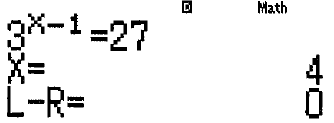 D Math
3^X-1=27
X= 4
L-R= 0